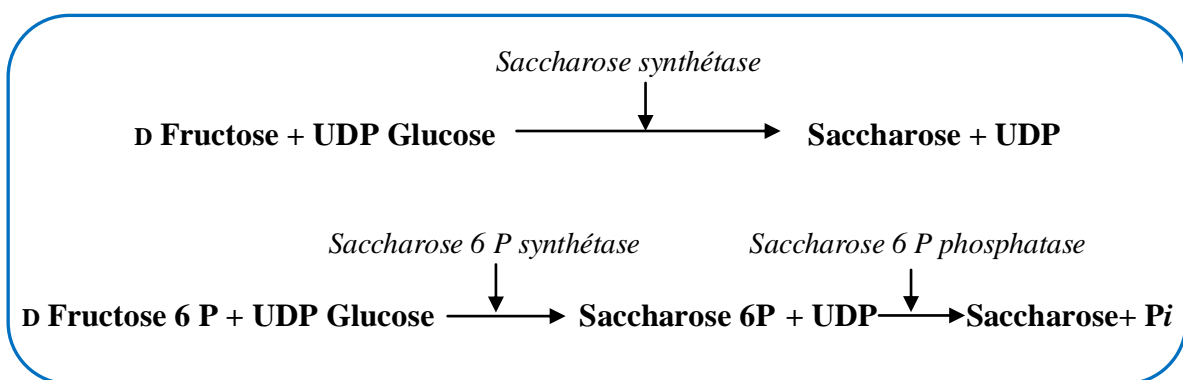 Saccharose synthétase
D Fructose + UDP Glucose Saccharose + UDP
Saccharose 6 P synthétase Saccharose 6 P phosphatase
D Fructose 6 P + UDP Glucose Saccharose 6P + UDP Saccharose+ Pi